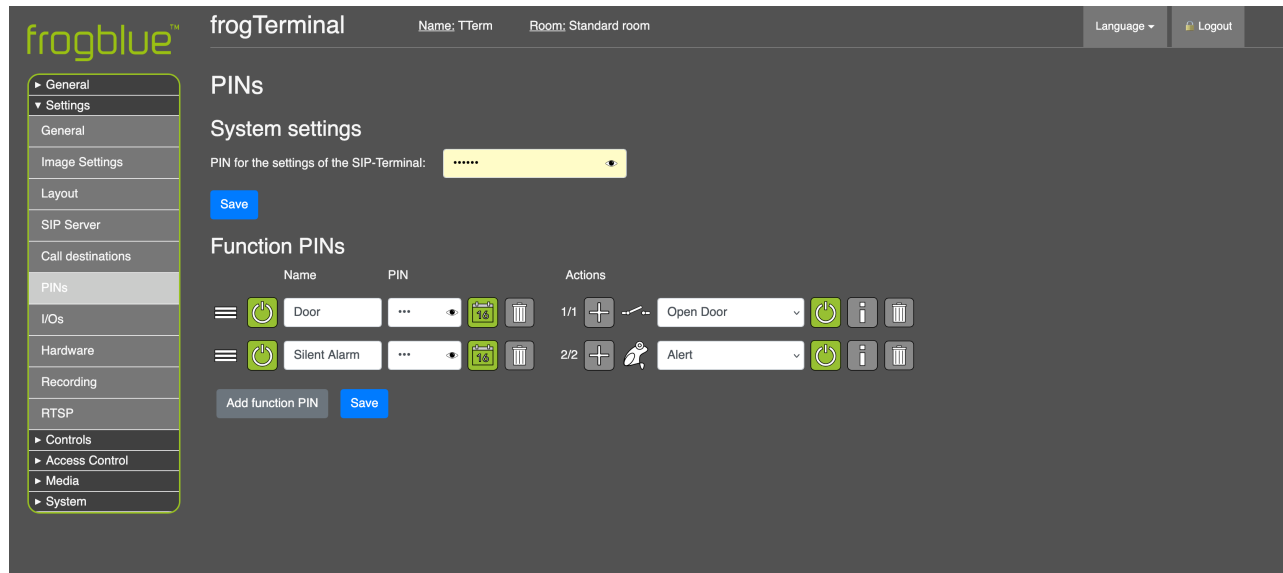 frogblue™
frogTerminal
Name: TTerm
Room: Standard room
Language
Logout
General
Settings
General
Image Settings
Layout
SIP Server
Call destinations
PINs
I/Os
Hardware
Recording
RTSP
Controls
Access Control
Media
System
PINs
System settings
PIN for the settings of the SIP-Terminal: ••••••
Save
Function PINs
Name PIN Actions
Door ••• 16 1/1 Open Door
Silent Alarm ••• 16 2/2 Alert
Add function PIN Save